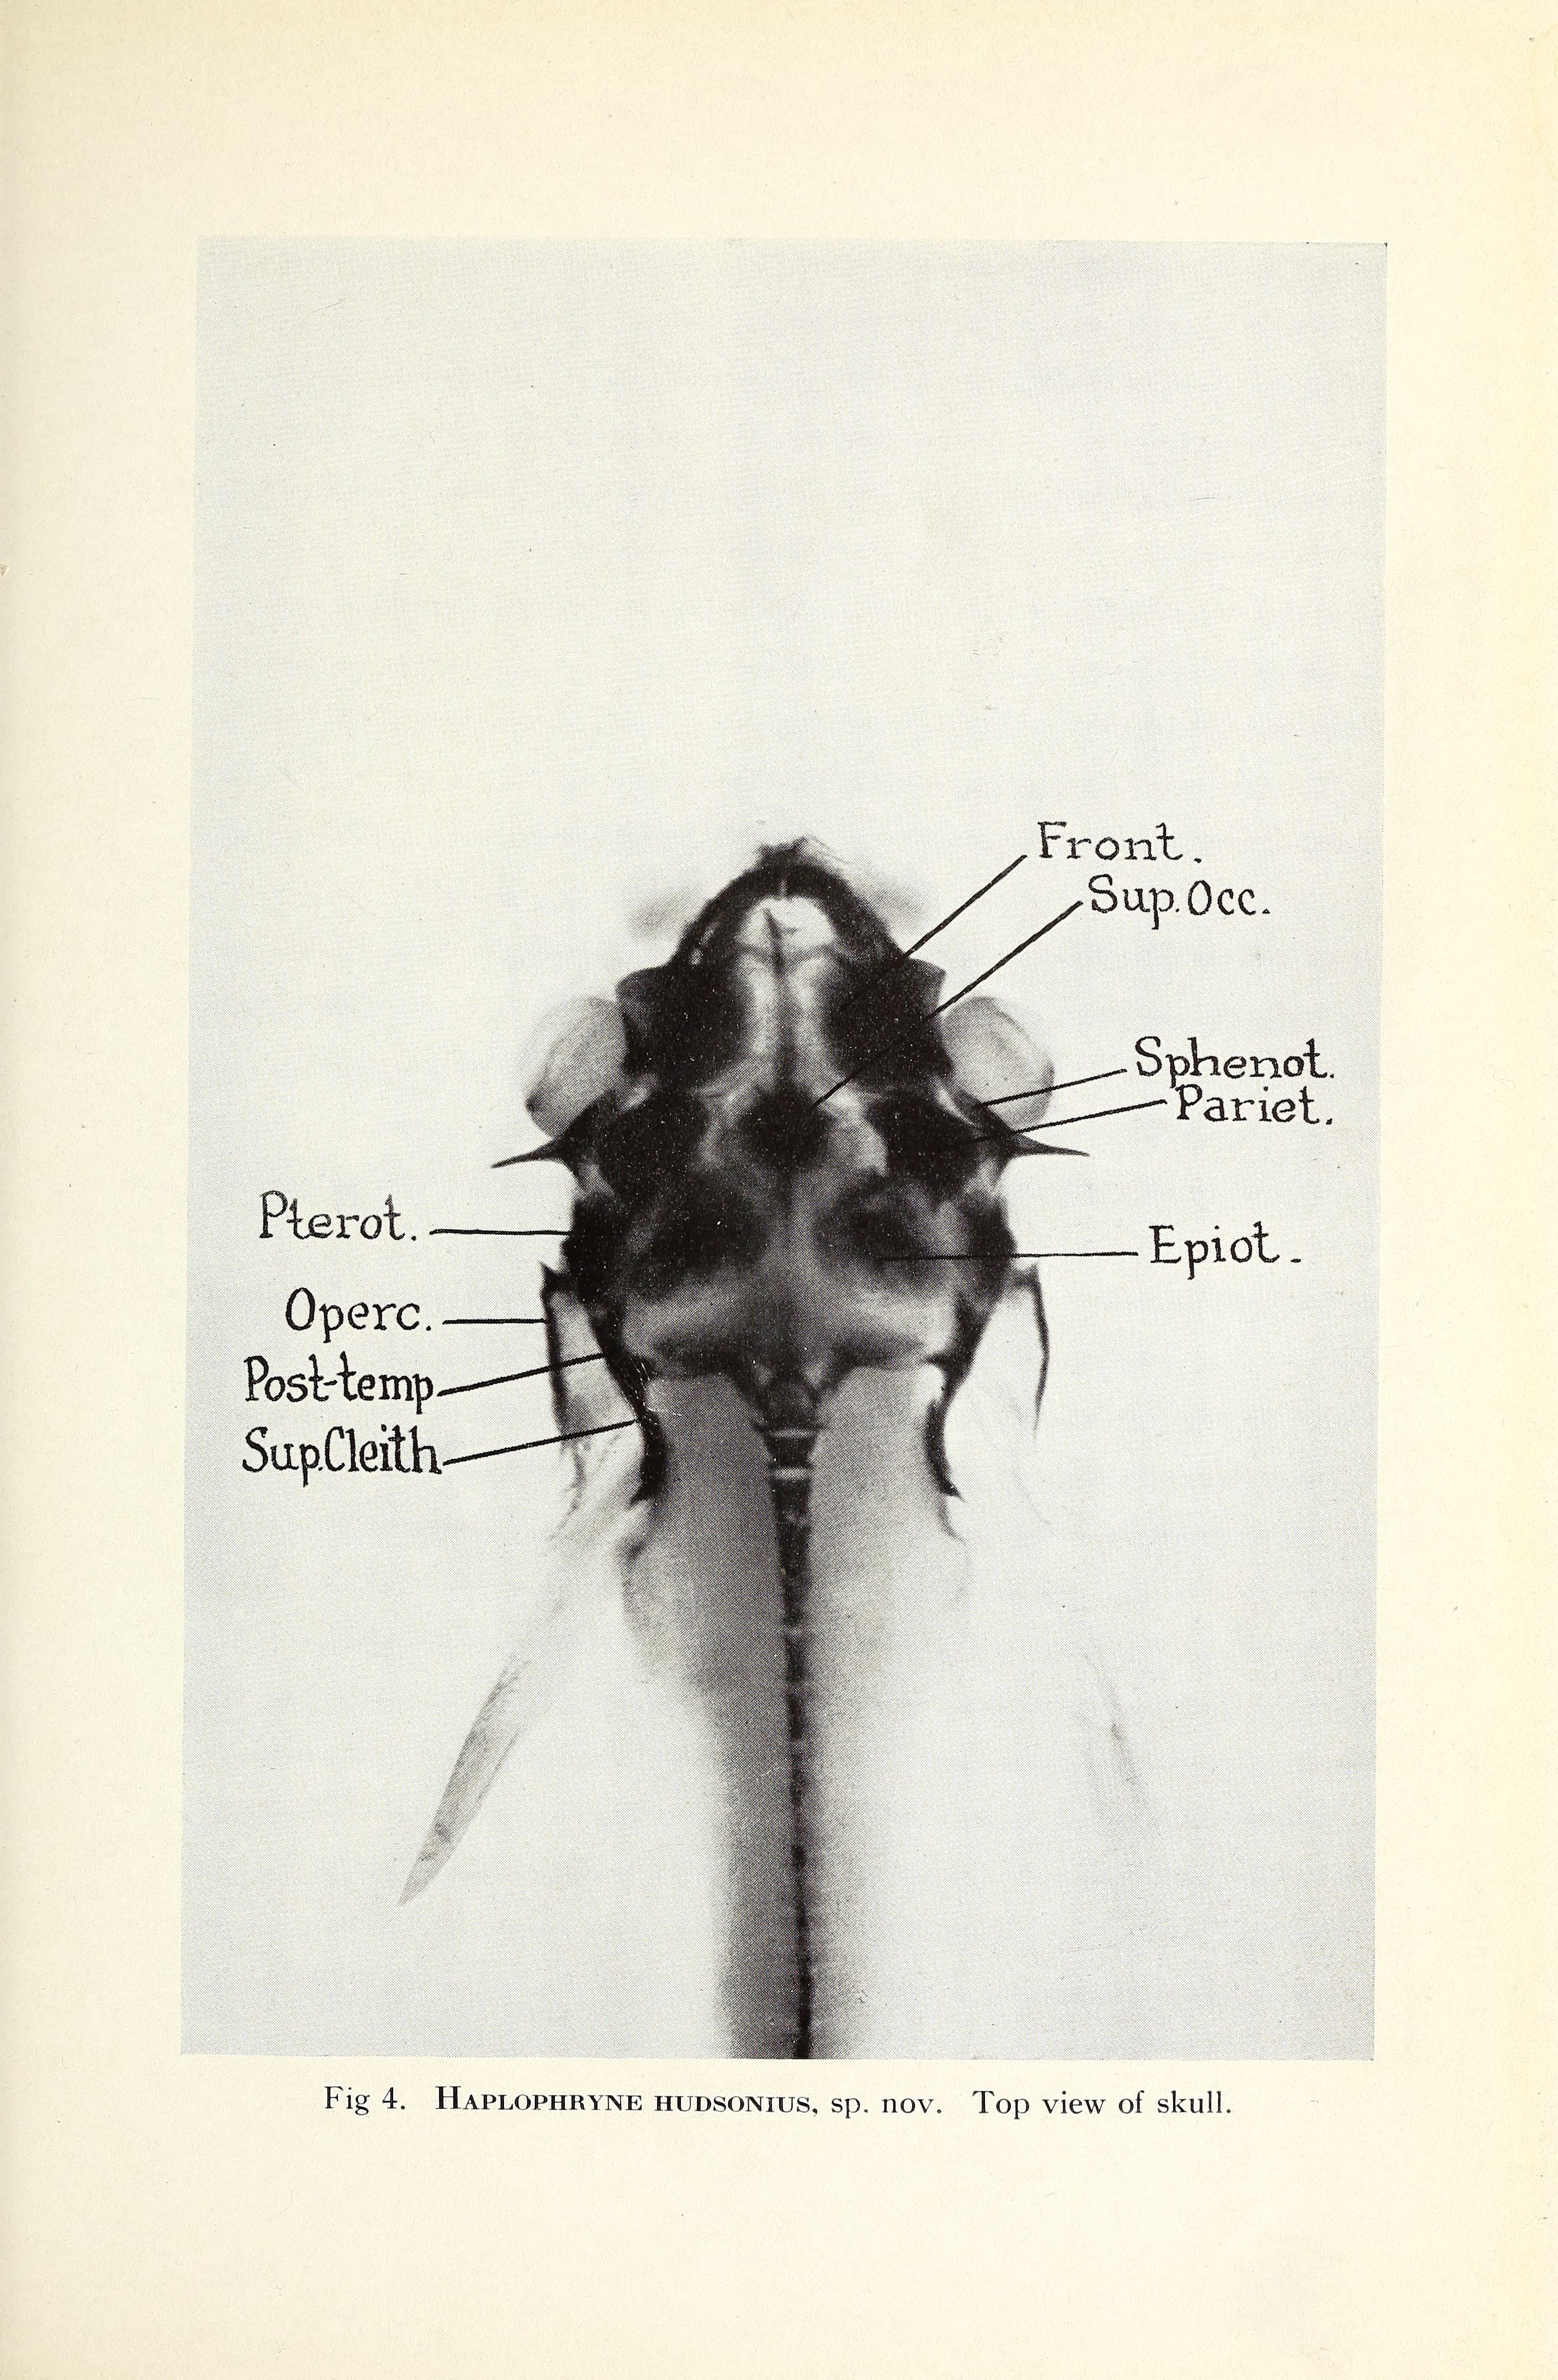 Front.
Sup.Occ.
Sphenot.
Pariet.
Pterot.
Epiot.
Operc.
Post-temp
Sup.Cleith
Fig 4. HAPLOPHRYNE HUDSONIUS, sp. nov. Top view of skull.